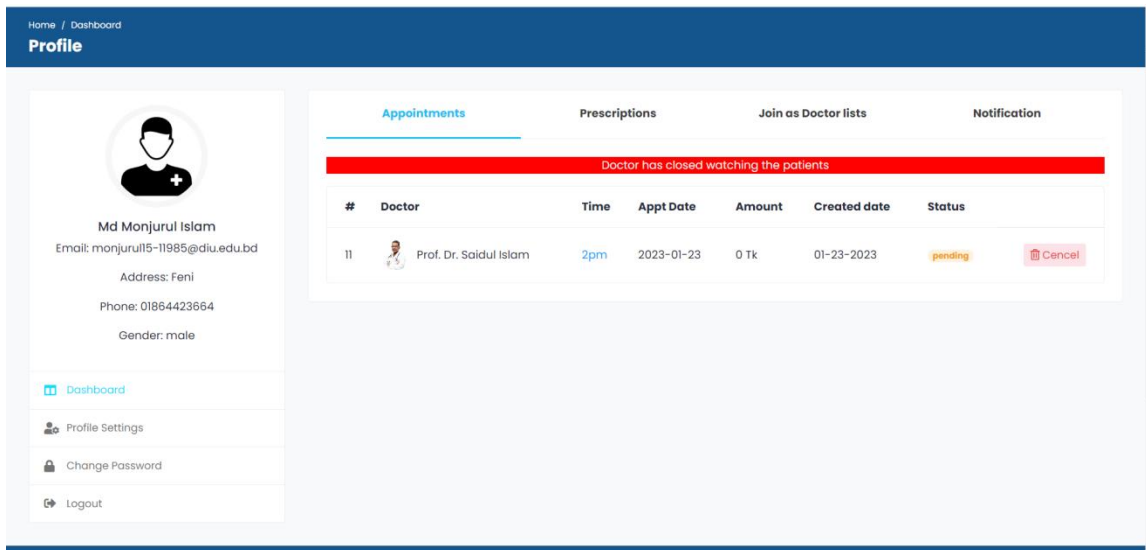 Home / Dashboard
Profile
Md Monjurul Islam
Email: monjurul15-11985@diu.edu.bd
Address: Feni
Phone: 01864423664
Gender: male
Dashboard
Profile Settings
Change Password
Logout
Appointments Prescriptions Join as Doctor lists Notification
Doctor has closed watching the patients
# Doctor Time Appt Date Amount Created date Status
11 Prof. Dr. Saidul Islam 2pm 2023-01-23 0 Tk 01-23-2023 pending Cencel